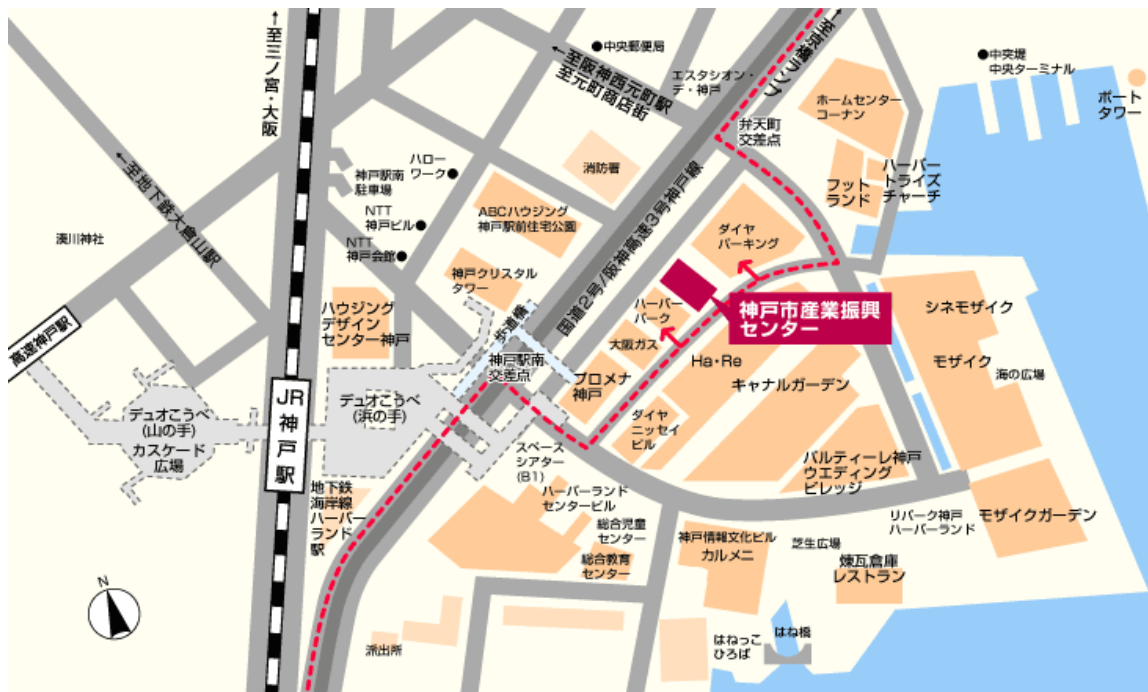 ←至三ノ宮・大阪
●中央郵便局
←至阪神西元町駅
至元町商店街
エスタシオン・
デ・神戸
←至京橋ランプ
●中突堤
中央ターミナル
ポート
タワー
ホームセンター
コーナン
弁天町
交差点
ハーバー
トライズ
チャーチ
フット
ランド
消防署
ハロー
ワーク●
神戸駅南
駐車場
NTT
神戸ビル●
NTT
神戸会館●
ABCハウジング
神戸駅前住宅公園
国道2号/阪神高速3号神戸線
ダイヤ
パーキング
←至地下鉄大倉山駅
湊川神社
神戸クリスタル
タワー
ハウジング
デザイン
センター神戸
歩道橋
神戸駅南
交差点
ハーバー
パーク
大阪ガス
神戸市産業振興
センター
シネモザイク
モザイク
海の広場
高速神戸駅
Ha・Re
キャナルガーデン
プロメナ
神戸
ダイヤ
ニッセイ
ビル
JR神戸駅
デュオこうべ
(山の手)
カスケード
広場
デュオこうべ
(浜の手)
スペース
シアター
(B1)
バルティーレ神戸
ウエディング
ビレッジ
地下鉄
海岸線
ハーバー
ランド
駅
ハーバーランド
センタービル
総合児童
センター
総合教育
センター
神戸情報文化ビル
カルメニ
芝生広場
リバーク神戸
ハーバーランド
モザイクガーデン
煉瓦倉庫
レストラン
N
派出所
はねっこ
ひろば
はね橋